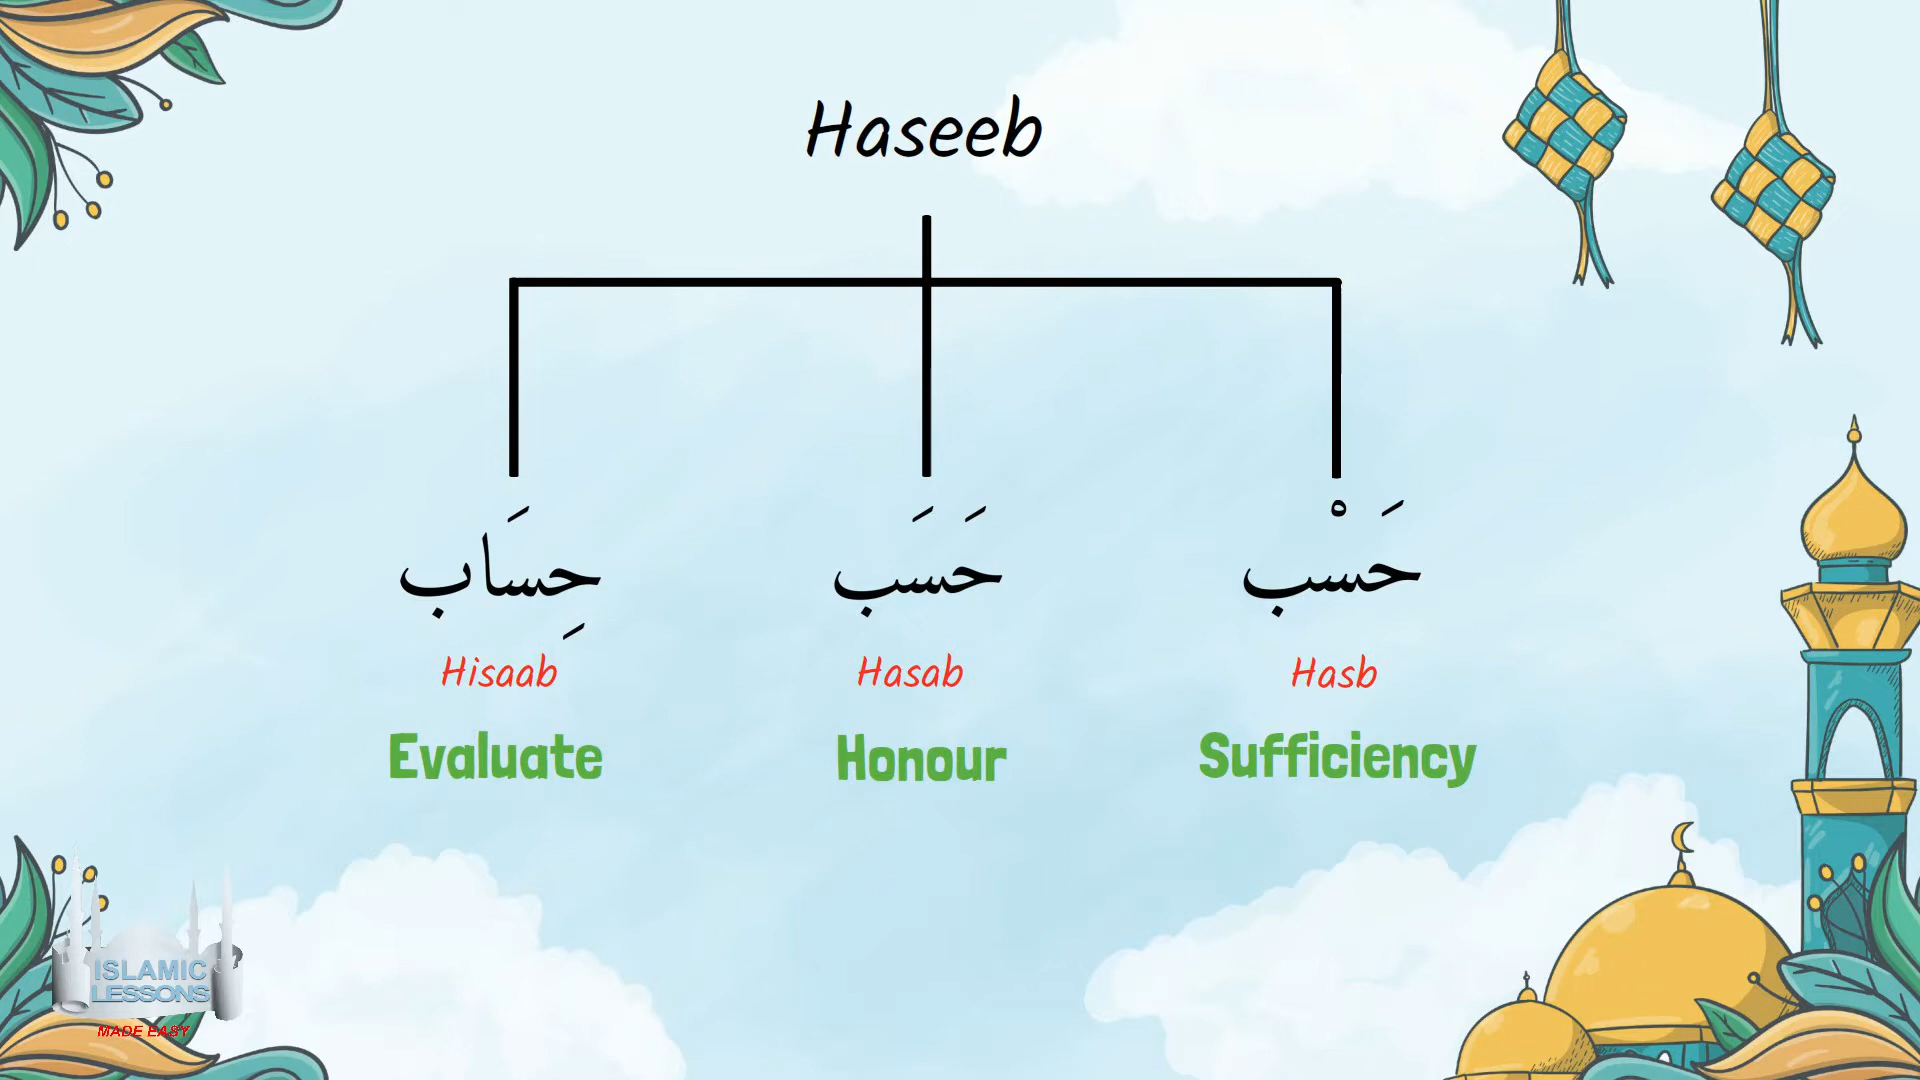 Haseeb
حِسَاب
حَسَب
حَسْب
Hisaab
Hasab
Hasb
Evaluate
Honour
Sufficiency
ISLAMIC
LESSONS
MADE EASY